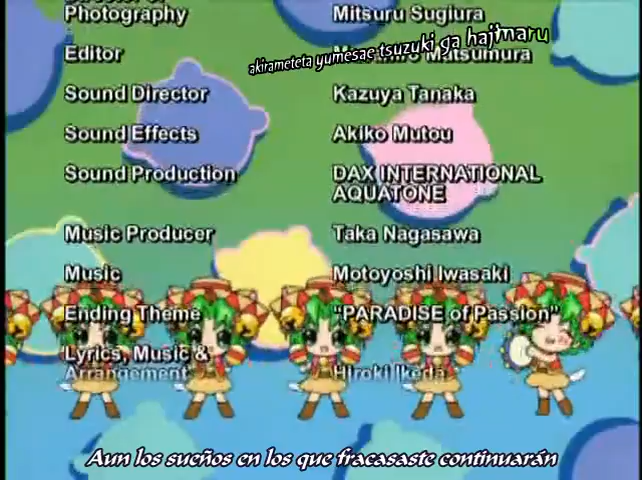 Photography Mitsuru Sugiura
akirameteta yumesae tsuzuki ga hajimaru
Editor Matsumura
Sound Director Kazuya Tanaka
Sound Effects Akiko Mutou
Sound Production DAX INTERNATIONAL
AQUATONE
Music Producer Taka Nagasawa
Music Motoyoshi Iwasaki
Ending Theme "PARADISE of Passion"
Lyrics, Music &
Arrangement Hiroki Ikeda
Aun los sueños en los que fracasaste continuarán